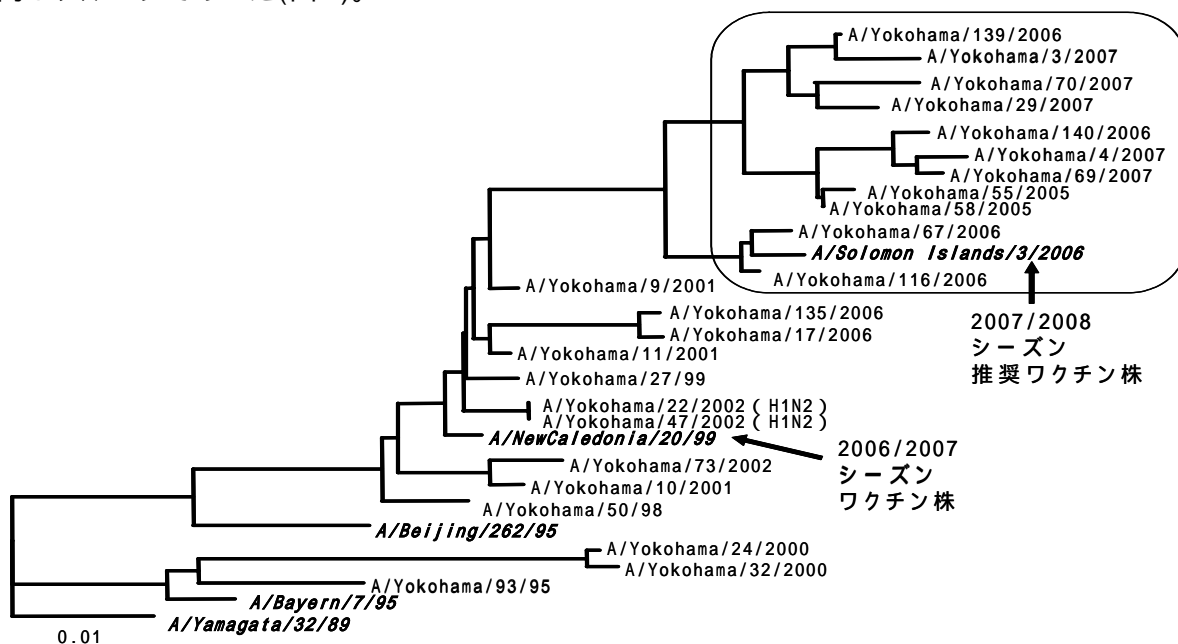 A/Yokohama/139/2006
A/Yokohama/3/2007
A/Yokohama/70/2007
A/Yokohama/29/2007
A/Yokohama/140/2006
A/Yokohama/4/2007
A/Yokohama/69/2007
A/Yokohama/55/2005
A/Yokohama/58/2005
A/Yokohama/67/2006
A/Solomon Islands/3/2006
A/Yokohama/116/2006
2007/2008
シーズン
推奨ワクチン株
A/Yokohama/9/2001
A/Yokohama/135/2006
A/Yokohama/17/2006
A/Yokohama/11/2001
A/Yokohama/27/99
A/Yokohama/22/2002 (H1N2)
A/Yokohama/47/2002 (H1N2)
A/NewCaledonia/20/99
2006/2007
シーズン
ワクチン株
A/Yokohama/73/2002
A/Yokohama/10/2001
A/Yokohama/50/98
A/Beijing/262/95
A/Yokohama/24/2000
A/Yokohama/32/2000
A/Yokohama/93/95
A/Bayern/7/95
A/Yamagata/32/89
0.01